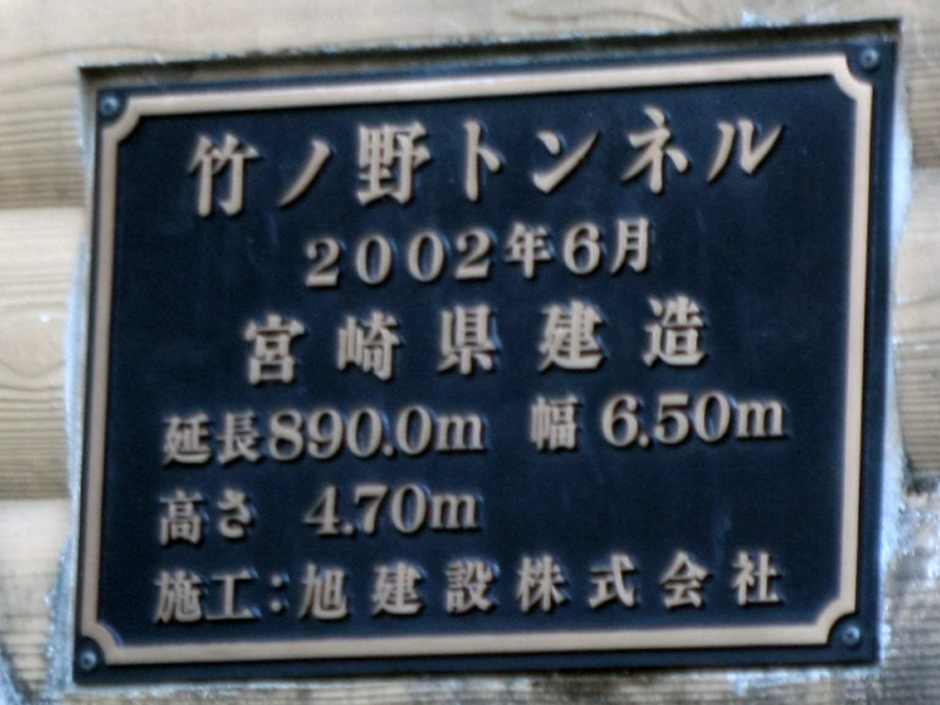 竹ノ野トンネル
2002年6月
宮崎県建造
延長890.0m 幅 6.50m
高さ 4.70m
施工:旭建設株式会社